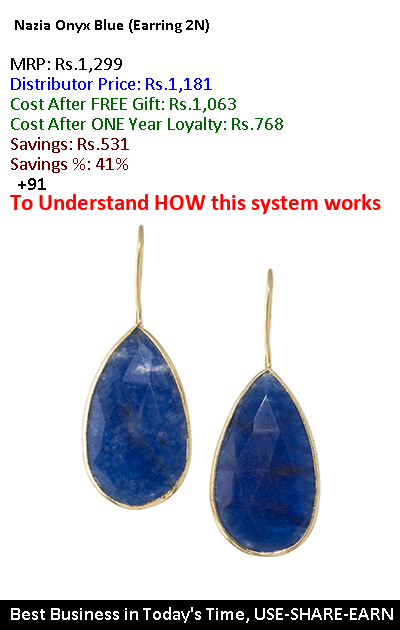 Nazia Onyx Blue (Earring 2N)
MRP: Rs.1,299
Distributor Price: Rs.1,181
Cost After FREE Gift: Rs.1,063
Cost After ONE Year Loyalty: Rs.768
Savings: Rs.531
Savings %: 41%
+91
To Understand HOW this system works
Best Business in Today's Time, USE-SHARE-EARN